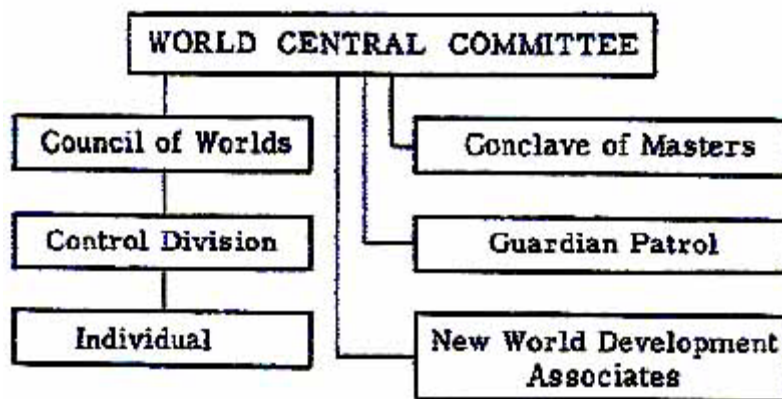 WORLD CENTRAL COMMITTEE
Council of Worlds
Control Division
Individual
Conclave of Masters
Guardian Patrol
New World Development
Associates